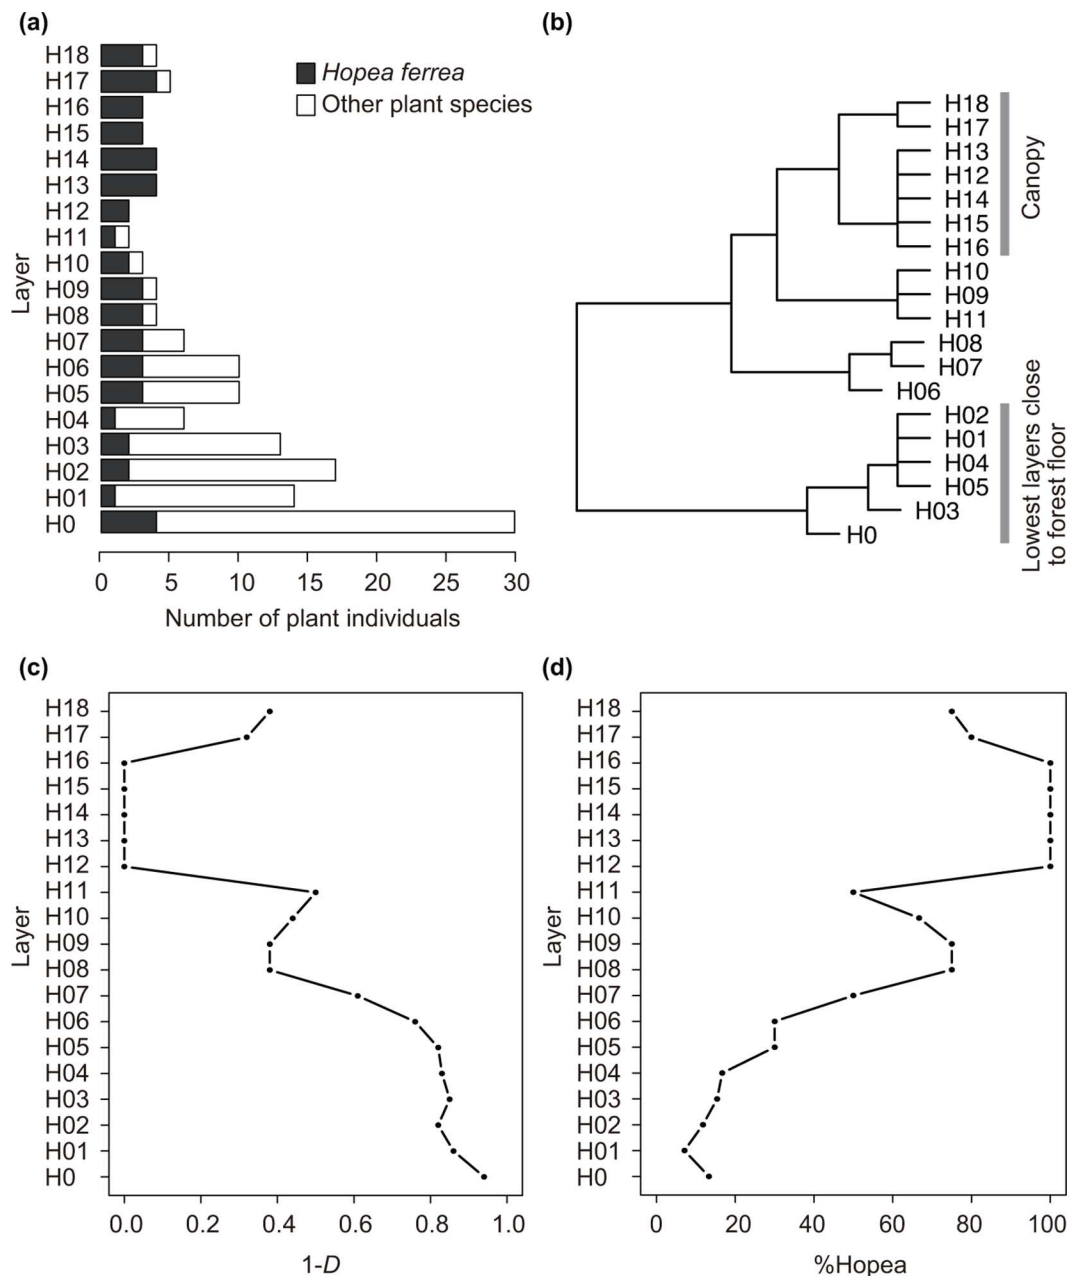 (a)
H18
H17
H16
H15
H14
H13
H12
H11
H10
H09
H08
H07
H06
H05
H04
H03
H02
H01
H0
Layer
Hopea ferrea
Other plant species
0 5 10 15 20 25 30
Number of plant individuals
(b)
H18
H17
H13
H12
H14
H15
H16
H10
H09
H11
H08
H07
H06
H02
H01
H04
H05
H03
H0
Canopy
Lowest layers close
to forest floor
(c)
H18
H17
H16
H15
H14
H13
H12
H11
H10
H09
H08
H07
H06
H05
H04
H03
H02
H01
H0
Layer
0.0 0.2 0.4 0.6 0.8 1.0
1-D
(d)
H18
H17
H16
H15
H14
H13
H12
H11
H10
H09
H08
H07
H06
H05
H04
H03
H02
H01
H0
Layer
0 20 40 60 80 100
%Hopea